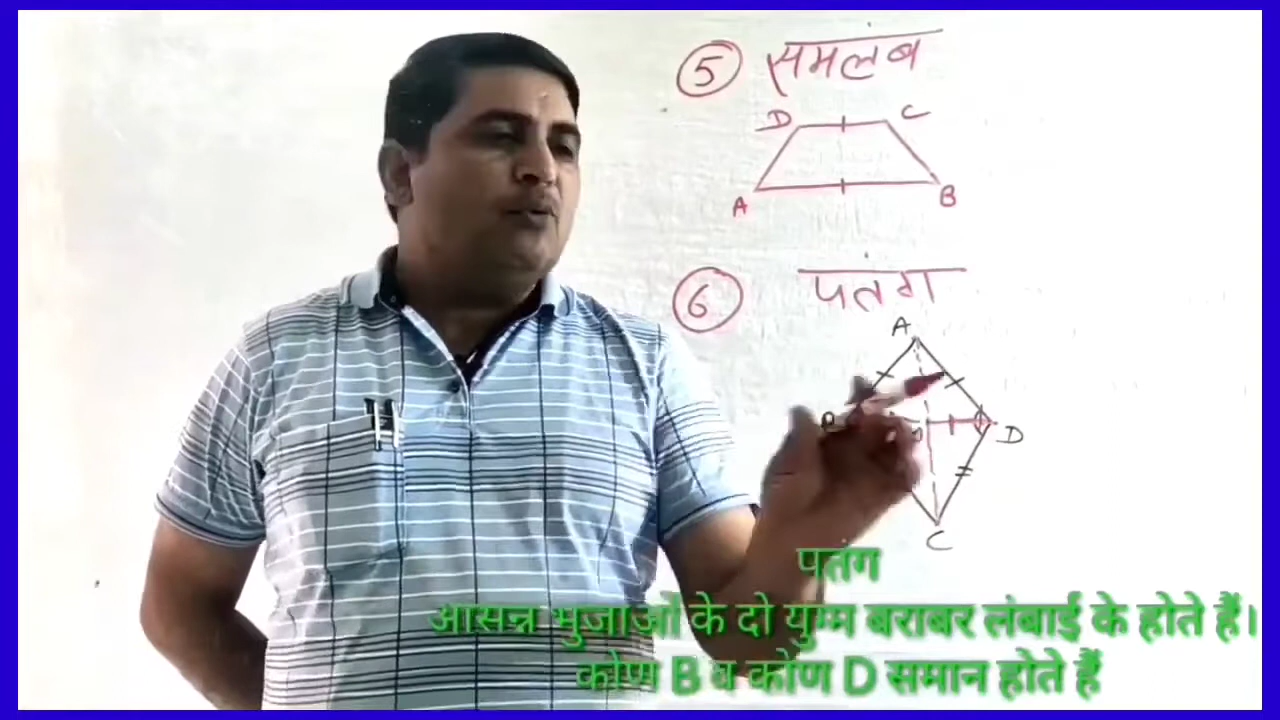 5 समलंब
D C
A B
6 पतंग
A
D
C
पतंग
आसन्न भुजाओं के दो युग्म बराबर लंबाई के होते हैं।
कोण B व कोण D समान होते हैं